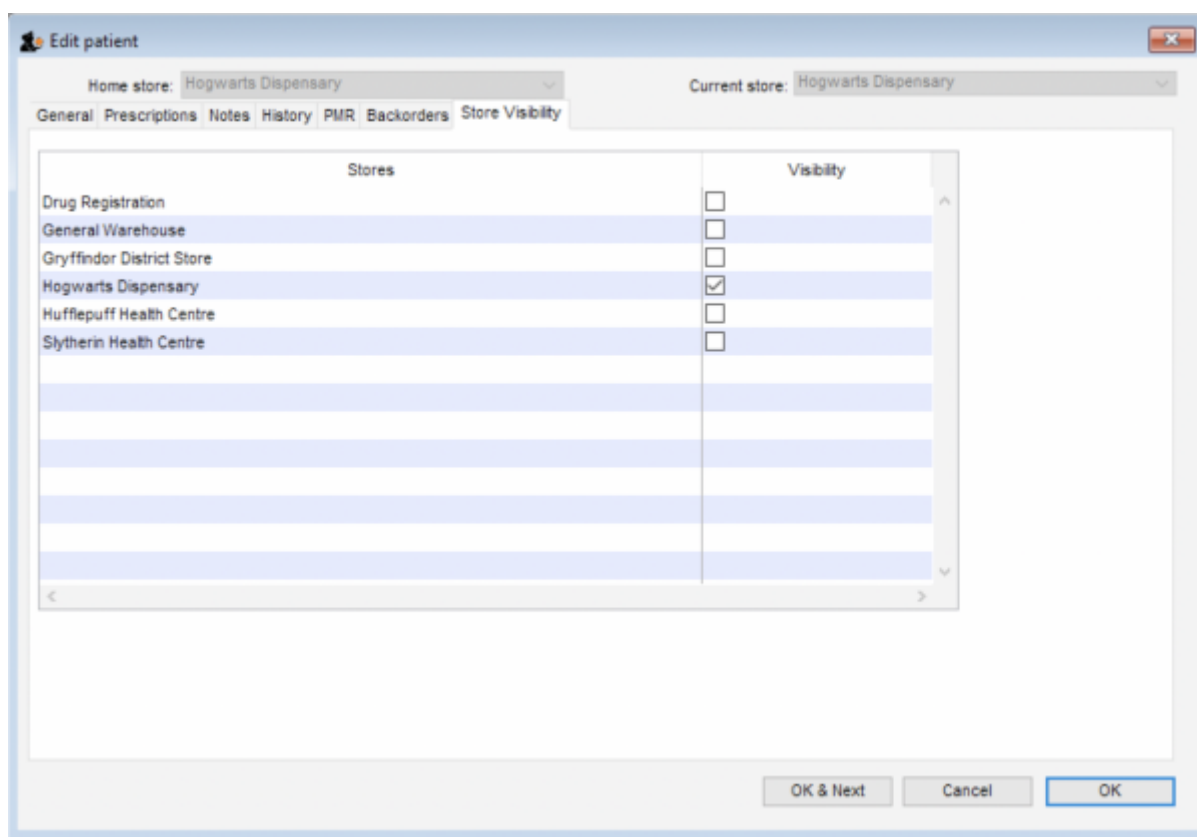 Edit patient
Home store: Hogwarts Dispensary Current store: Hogwarts Dispensary
General Prescriptions Notes History PMR Backorders Store Visibility
Stores Visibility
Drug Registration
General Warehouse
Gryffindor District Store
Hogwarts Dispensary
Hufflepuff Health Centre
Slytherin Health Centre
OK & Next Cancel OK